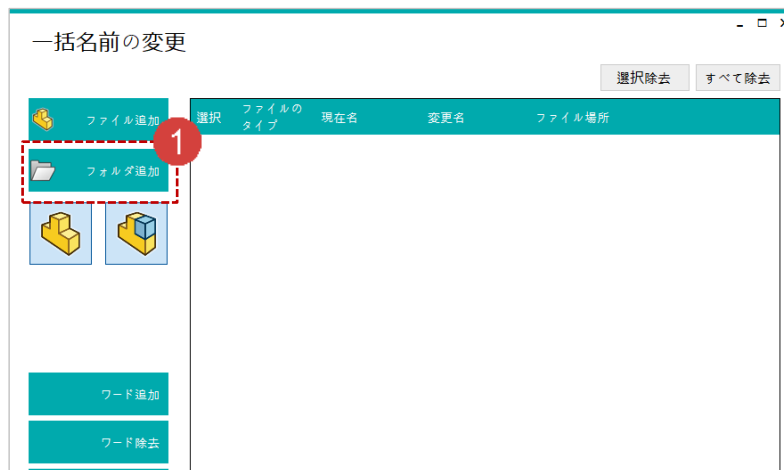 一括名前の変更
選択除去 すべて除去
ファイル追加
選択 ファイルのタイプ 現在名 変更名 ファイル場所
1
フォルダ追加
ワード追加
ワード除去